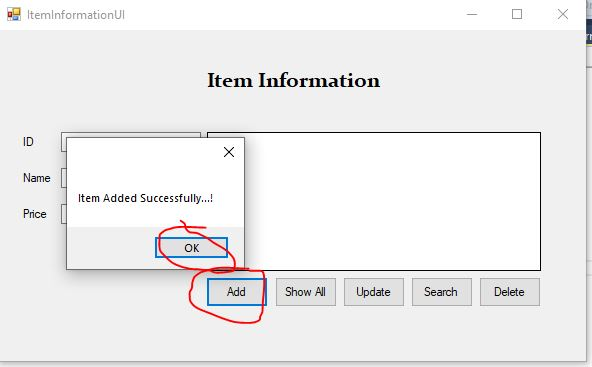 ItemInformationUI
Item Information
ID
Name
Price
Item Added Successfully...!
OK
Add
Show All
Update
Search
Delete